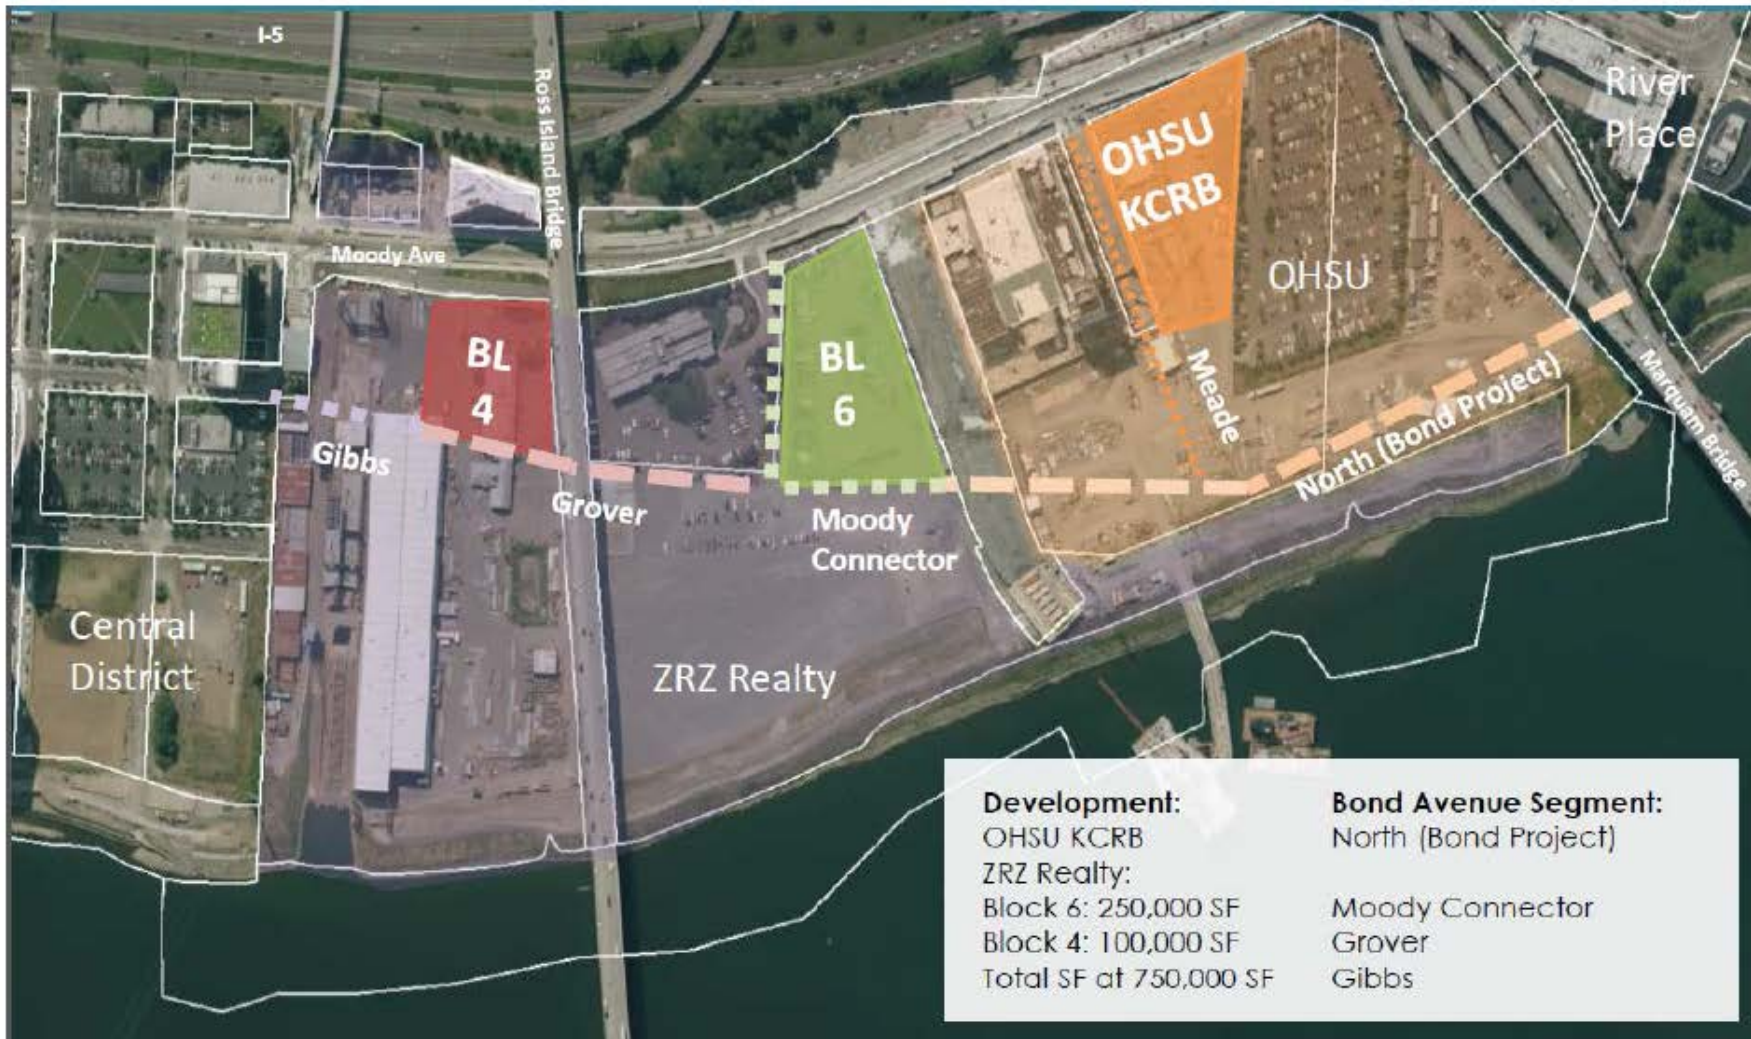 I-5
Ross Island Bridge
River
Place
OHSU
KCRB
OHSU
Moody Ave
BL
4
BL
6
Meade
Marquam Bridge
North (Bond Project)
Gibbs
Grover
Moody
Connector
Central
District
ZRZ Realty
Development:
Bond Avenue Segment:
OHSU KCRB
North (Bond Project)
ZRZ Realty:
Block 6: 250,000 SF
Moody Connector
Block 4: 100,000 SF
Grover
Total SF at 750,000 SF
Gibbs